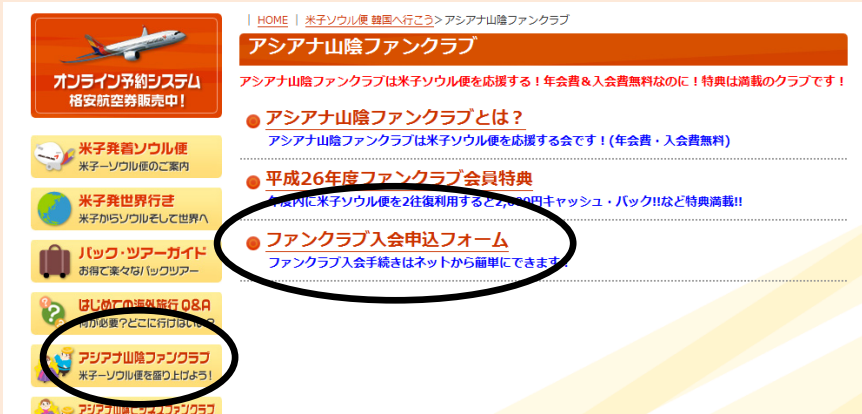 | HOME | 米子ソウル便 韓国へ行こう>アシアナ山陰ファンクラブ
オンライン予約システム
格安航空券販売中!
米子発着ソウル便
米子ーソウル便のご案内
米子発世界行き
米子からソウルそして世界へ
パック・ツアーガイド
お得で楽々なパックツアー
はじめての海外旅行 Q&A
何が必要?どこに行けばいい?
アシアナ山陰ファンクラブ
米子ーソウル便を盛り上げよう!
アシアナ山陰ビジネスファンクラブ
アシアナ山陰ファンクラブ
アシアナ山陰ファンクラブは米子ソウル便を応援する!年会費&入会費無料なのに!特典は満載のクラブです!
アシアナ山陰ファンクラブとは?
アシアナ山陰ファンクラブは米子ソウル便を応援する会です!(年会費・入会費無料)
平成26年度ファンクラブ会員特典
年度内に米子ソウル便を2往復利用すると2,000円キャッシュ・バック!!など特典満載!!
ファンクラブ入会申込フォーム
ファンクラブ入会手続きはネットから簡単にできます!